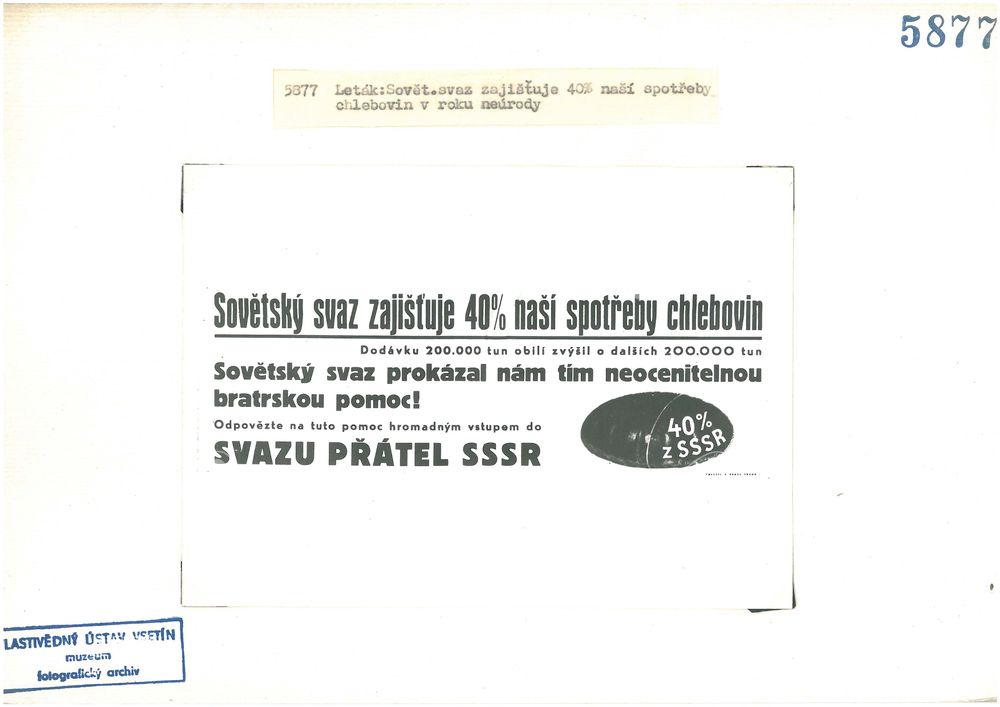 5877
5877 Leták:Sovět.svaz zajišťuje 40% naší spotřeby
chlebovin v roku neúrody
Sovětský svaz zajišťuje 40% naší spotřeby chlebovin
Dodávku 200.000 tun obilí zvýšil o dalších 200.000 tun
Sovětský svaz prokázal nám tím neocenitelnou
bratrskou pomoc!
Odpovězte na tuto pomoc hromadným vstupem do
SVAZU PŘÁTEL SSSR
40%
z SSSR
LASTIVĚDNÝ ÚSTAV VSETÍN
muzeum
fotografický archiv